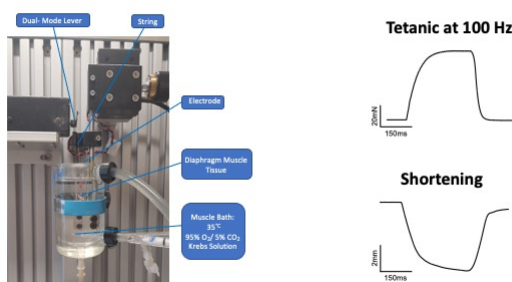 Dual- Mode Lever
String
Electrode
Diaphragm Muscle
Tissue
Muscle Bath:
35℃
95% O₂/ 5% CO₂
Krebs Solution
Tetanic at 100 Hz
20mN
150ms
Shortening
2mm
150ms